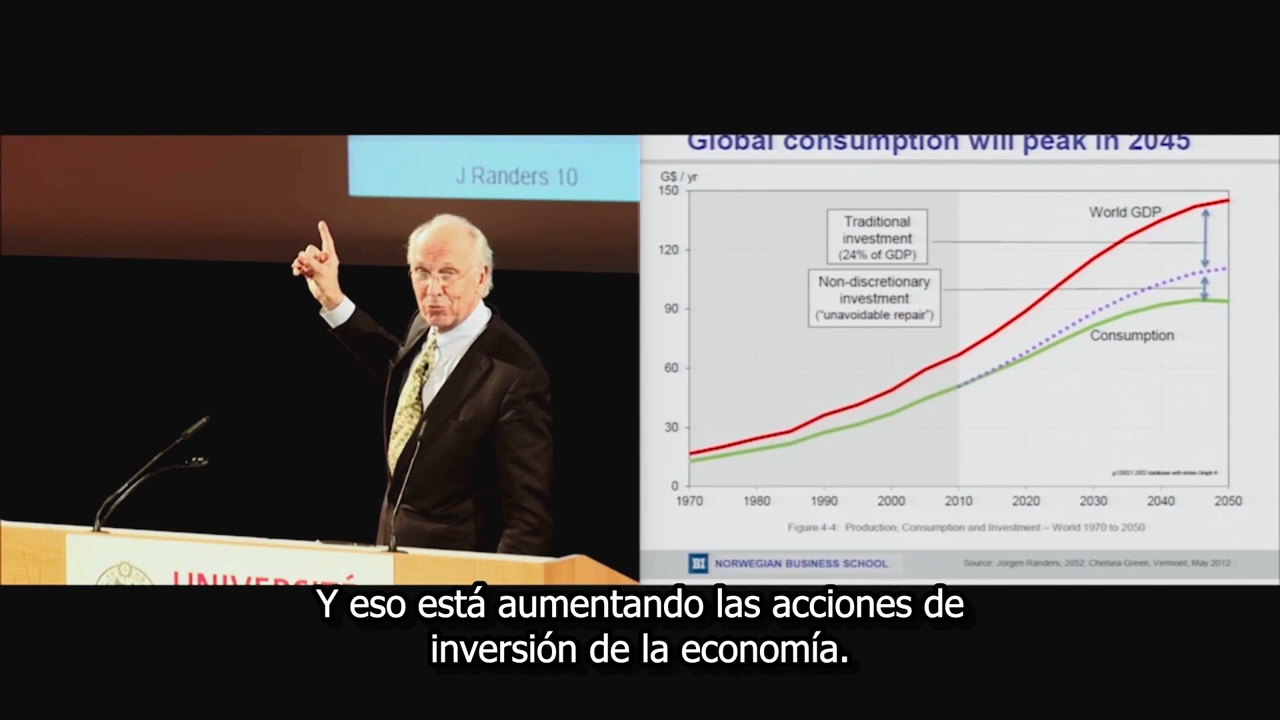 J Randers 10
UNIVERSITÉ
Global consumption will peak in 2045
G$ / yr
150
120
90
60
30
0
World GDP
Traditional
investment
(24% of GDP)
Non-discretionary
investment
("unavoidable repair")
Consumption
1970 1980 1990 2000 2010 2020 2030 2040 2050
Figure 4-4: Production, Consumption and Investment – World 1970 to 2050
BI NORWEGIAN BUSINESS SCHOOL
Source: Jorgen Randers, 2052, Chelsea Green, Vermont, May 2012
Y eso está aumentando las acciones de
inversión de la economía.